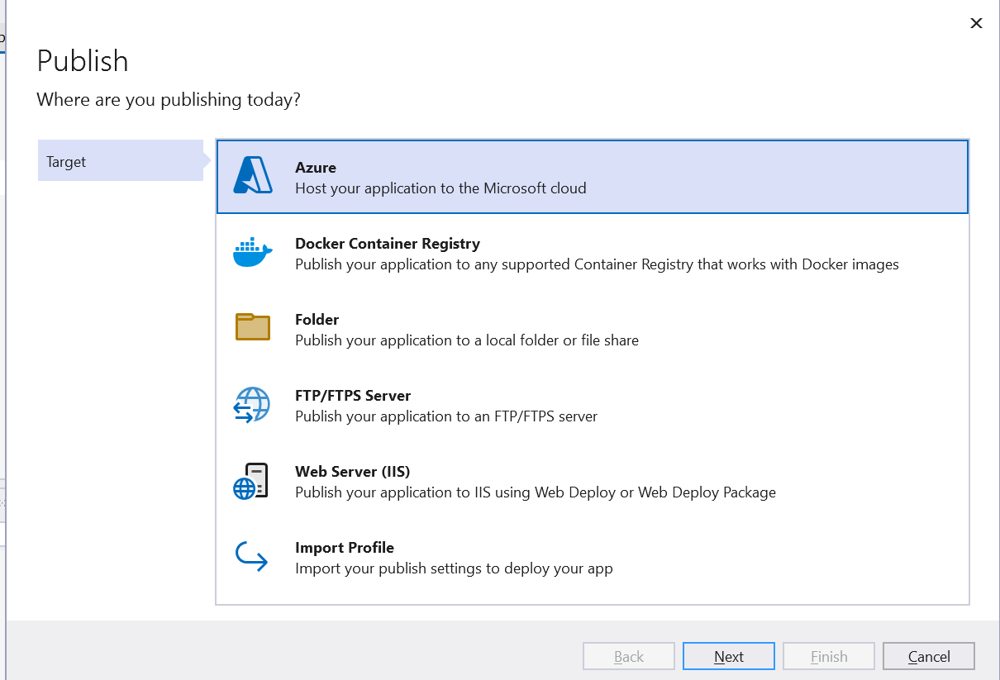 Publish
Where are you publishing today?
Target
Azure
Host your application to the Microsoft cloud
Docker Container Registry
Publish your application to any supported Container Registry that works with Docker images
Folder
Publish your application to a local folder or file share
FTP/FTPS Server
Publish your application to an FTP/FTPS server
Web Server (IIS)
Publish your application to IIS using Web Deploy or Web Deploy Package
Import Profile
Import your publish settings to deploy your app
Back
Next
Finish
Cancel